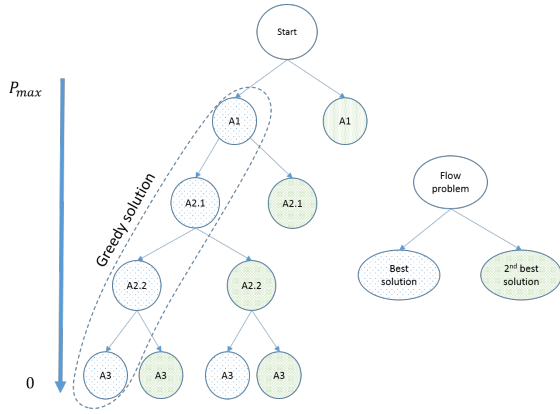 Start
P_max
A1
A1
Greedy solution
Flow
problem
A2.1
A2.1
A2.2
A2.2
Best
solution
2nd best
solution
0
A3
A3
A3
A3